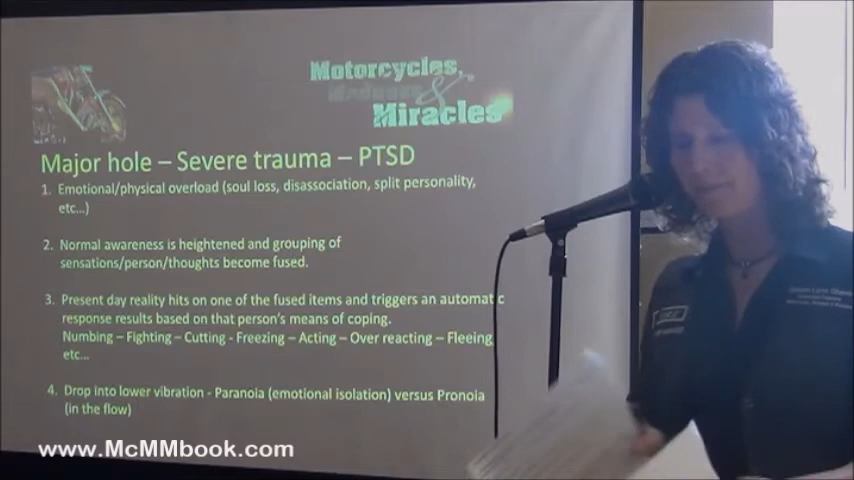 Motorcycles,
Madness &
Miracles
Major hole – Severe trauma – PTSD
1. Emotional/physical overload (soul loss, disassociation, split personality,
etc...)
2. Normal awareness is heightened and grouping of
sensations/person/thoughts become fused.
3. Present day reality hits on one of the fused items and triggers an automatic
response results based on that person's means of coping.
Numbing – Fighting – Cutting - Freezing – Acting – Over reacting – Fleeing
etc...
4. Drop into lower vibration - Paranoia (emotional isolation) versus Pronoia
(in the flow)
www.McMMbook.com